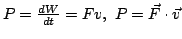 P = dW/dt = Fv, P = F⃗ · v⃗